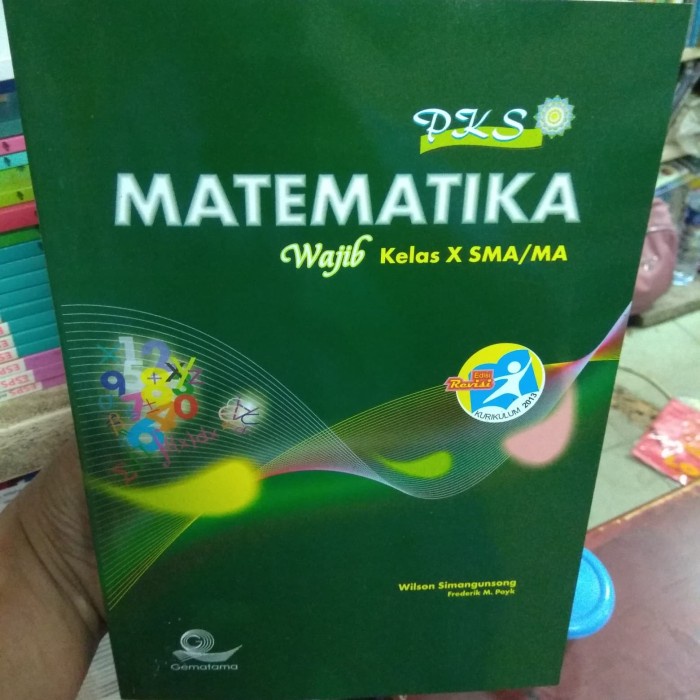 PKS
MATEMATIKA
Wajib Kelas X SMA/MA
Edisi
Revisi
KURIKULUM 2013
Wilson Simangunsong
Frederik M. Poyk
Gematama